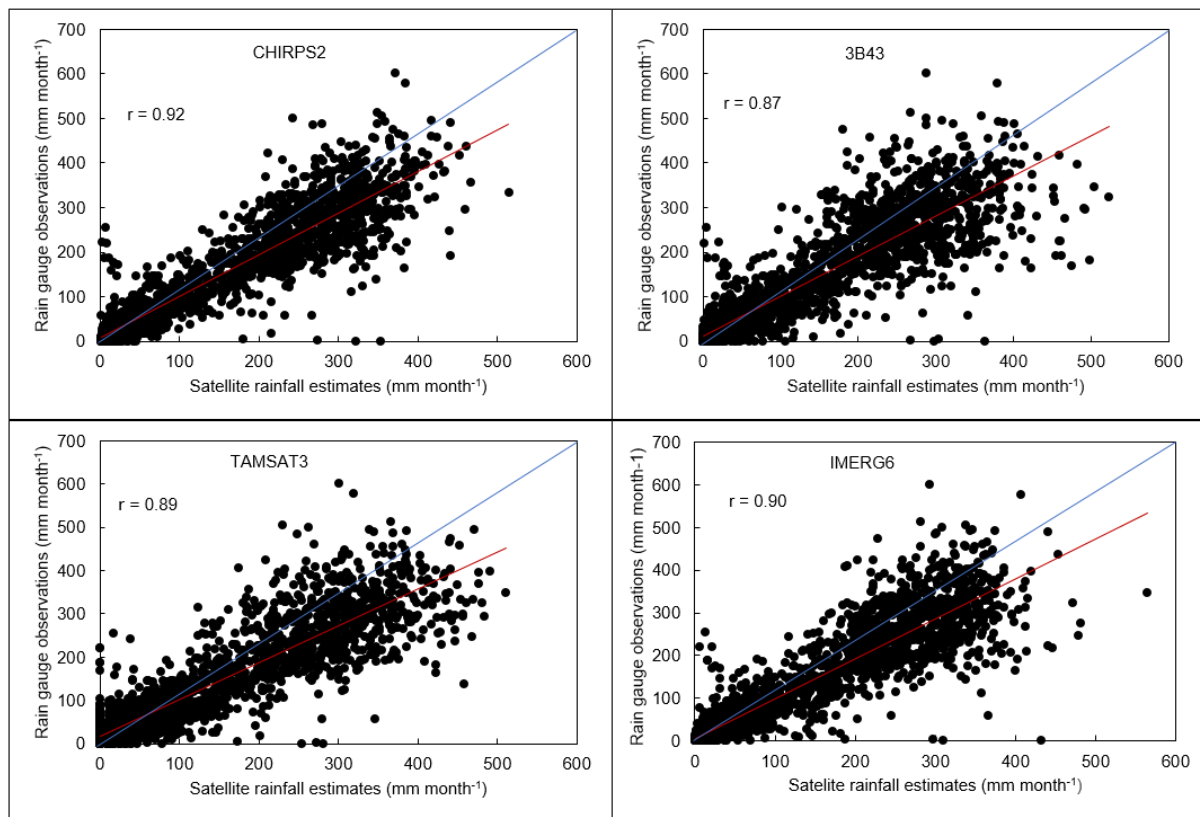 CHIRPS2
r = 0.92
Rain gauge observations (mm month-1)
700
600
500
400
300
200
100
0
0 100 200 300 400 500 600
Satellite rainfall estimates (mm month-1)
3B43
r = 0.87
Rain gauge observations (mm month-1)
700
600
500
400
300
200
100
0
0 100 200 300 400 500 600
Satellite rainfall estimates (mm month-1)
TAMSAT3
r = 0.89
Rain gauge observations (mm month-1)
700
600
500
400
300
200
100
0
0 100 200 300 400 500 600
Satellite rainfall estimates (mm month-1)
IMERG6
r = 0.90
Rain gauge observations (mm month-1)
700
600
500
400
300
200
100
0
0 100 200 300 400 500 600
Satellite rainfall estimates (mm month-1)